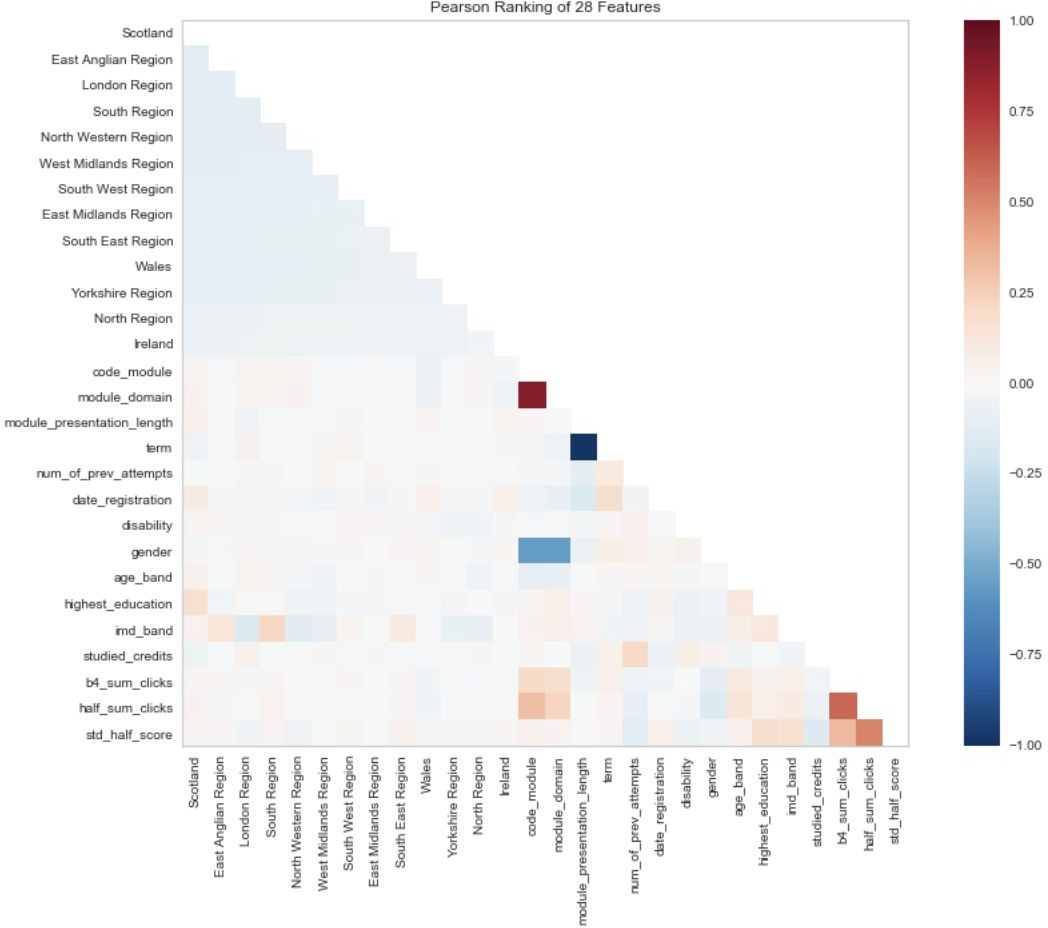 Pearson Ranking of 28 Features
Scotland
East Anglian Region
London Region
South Region
North Western Region
West Midlands Region
South West Region
East Midlands Region
South East Region
Wales
Yorkshire Region
North Region
Ireland
code_module
module_domain
module_presentation_length
term
num_of_prev_attempts
date_registration
disability
gender
age_band
highest_education
imd_band
studied_credits
b4_sum_clicks
half_sum_clicks
std_half_score
Scotland
East Anglian Region
London Region
South Region
North Western Region
West Midlands Region
South West Region
East Midlands Region
South East Region
Wales
Yorkshire Region
North Region
Ireland
code_module
module_domain
module_presentation_length
term
num_of_prev_attempts
date_registration
disability
gender
age_band
highest_education
imd_band
studied_credits
b4_sum_clicks
half_sum_clicks
std_half_score
1.00
0.75
0.50
0.25
0.00
−0.25
−0.50
−0.75
−1.00